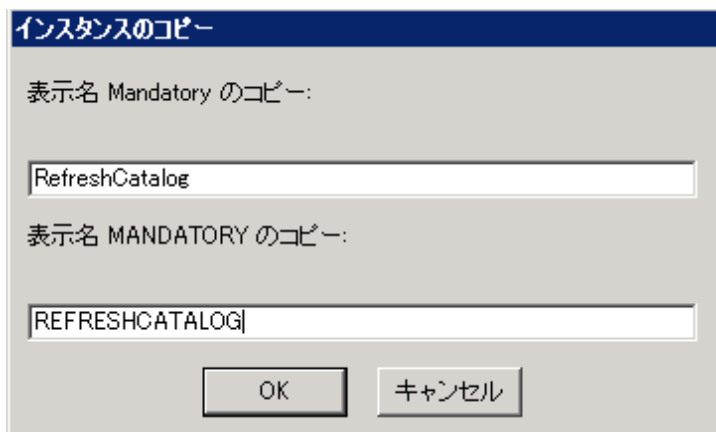 インスタンスのコピー
表示名 Mandatory のコピー:
RefreshCatalog
表示名 MANDATORY のコピー:
REFRESHCATALOG
OK
キャンセル